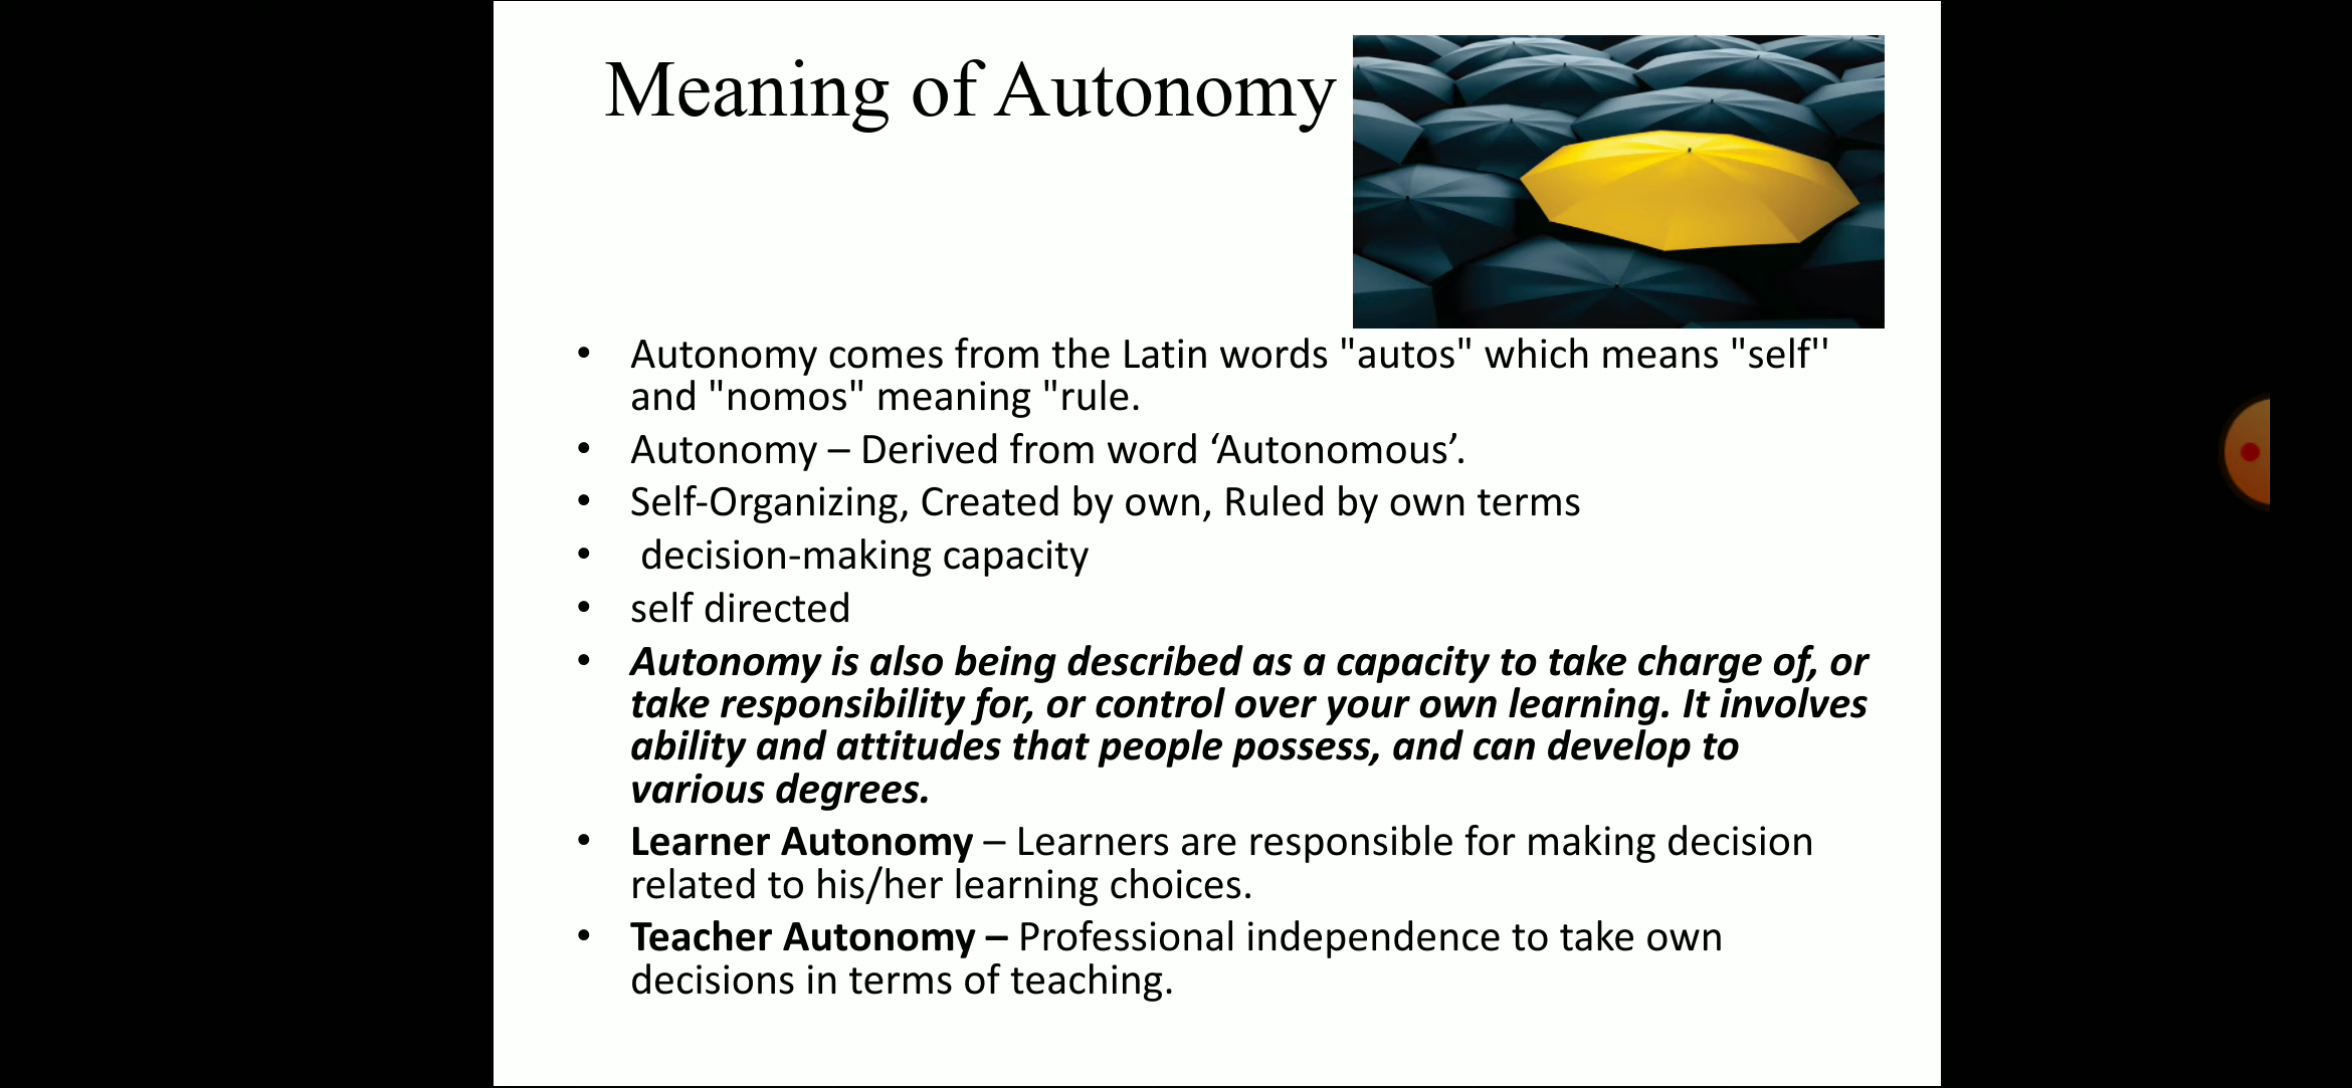 Meaning of Autonomy
• Autonomy comes from the Latin words "autos" which means "self''
and "nomos" meaning "rule.
• Autonomy – Derived from word ‘Autonomous’.
• Self-Organizing, Created by own, Ruled by own terms
• decision-making capacity
• self directed
• Autonomy is also being described as a capacity to take charge of, or
take responsibility for, or control over your own learning. It involves
ability and attitudes that people possess, and can develop to
various degrees.
• Learner Autonomy – Learners are responsible for making decision
related to his/her learning choices.
• Teacher Autonomy – Professional independence to take own
decisions in terms of teaching.